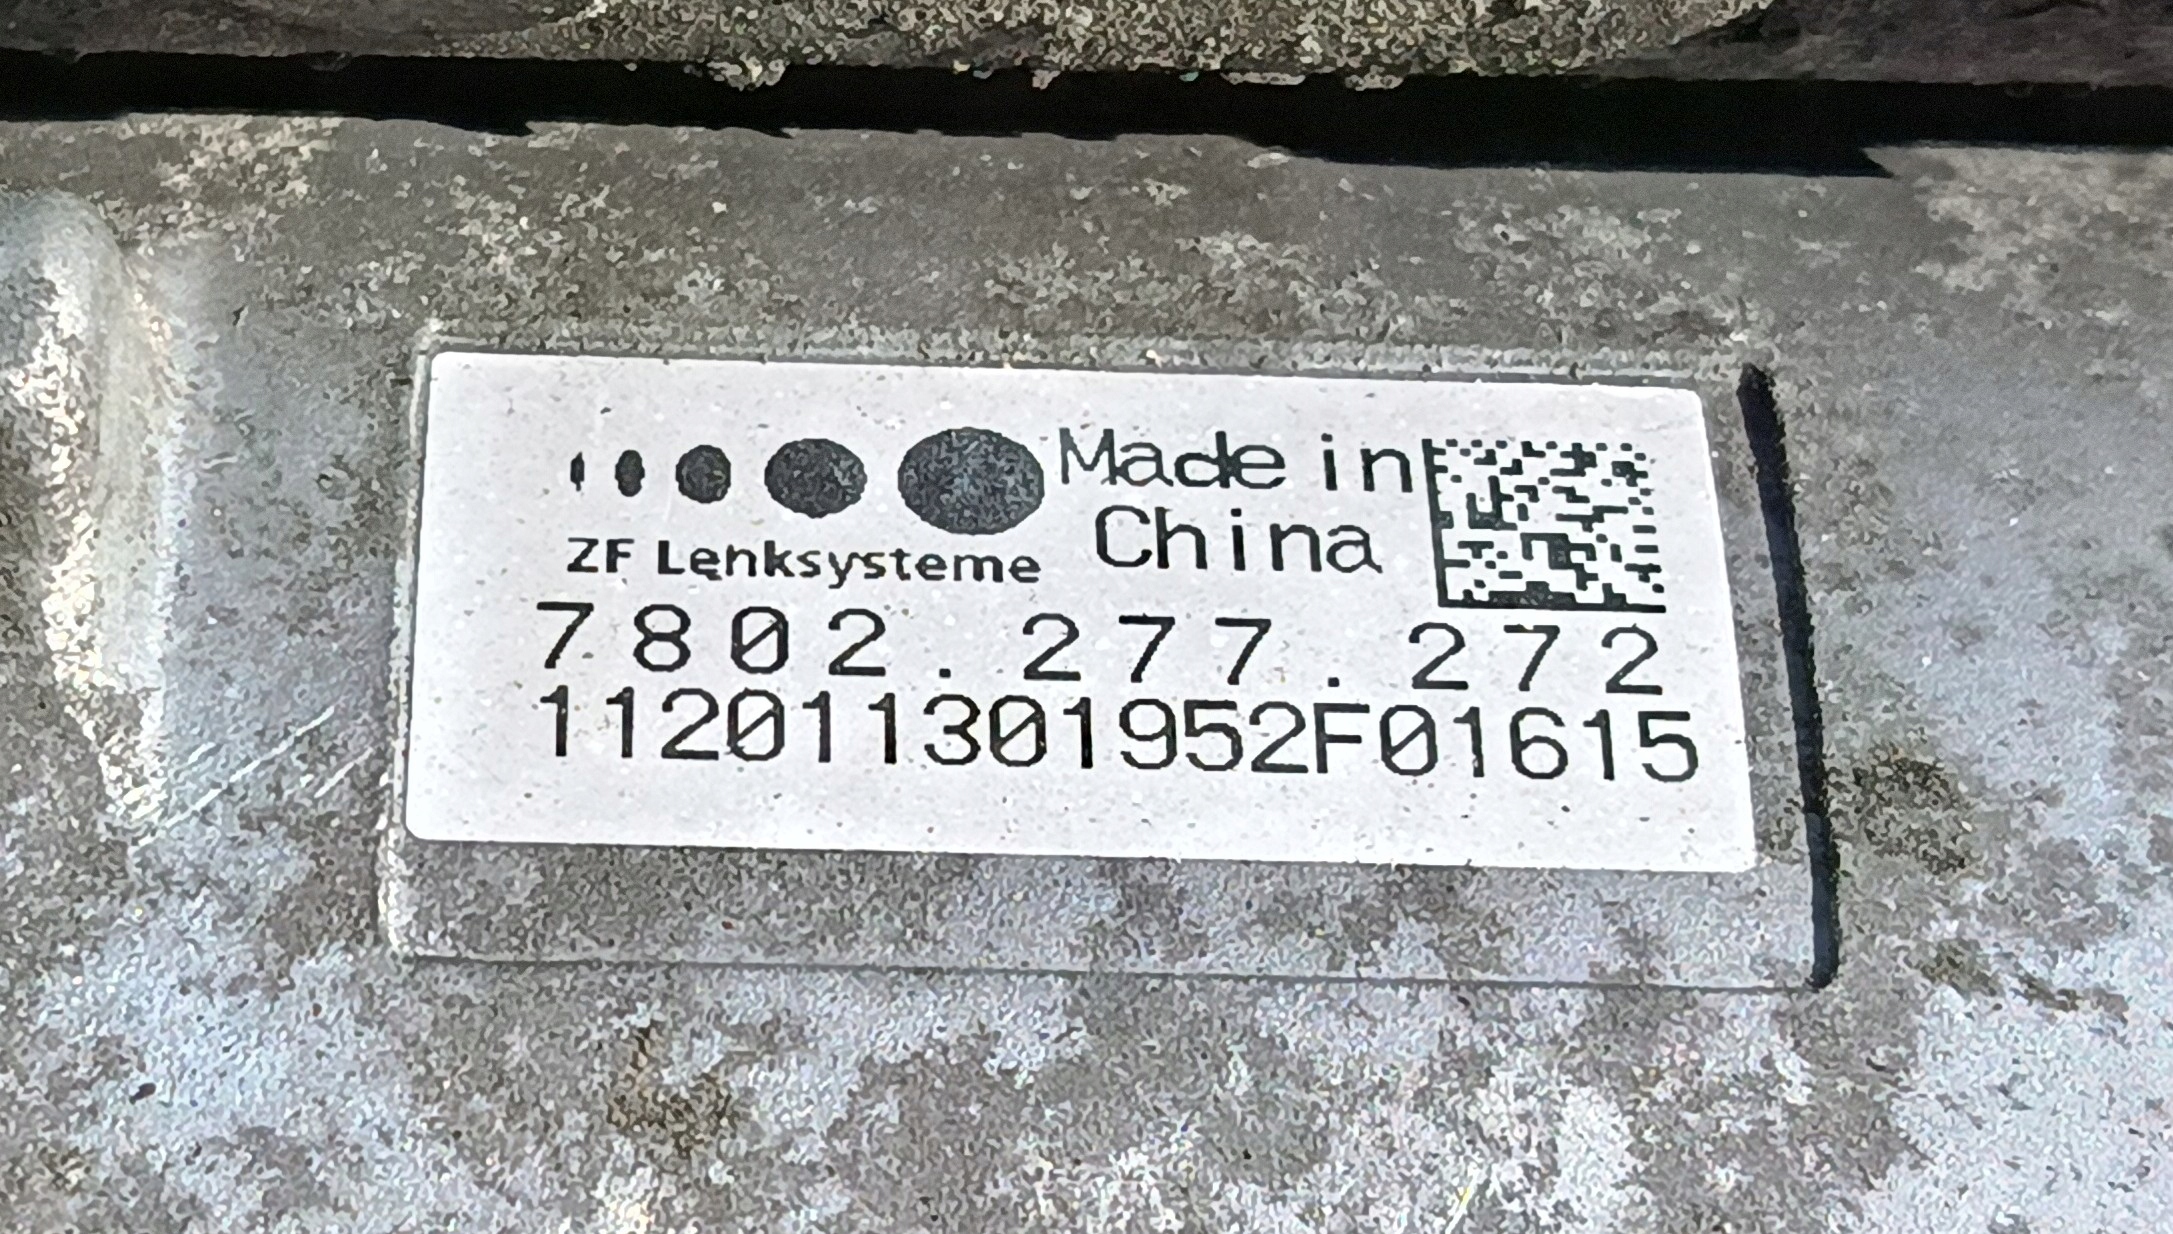 Made in
China
ZF Lenksysteme
7802.277.272
112011301952F01615